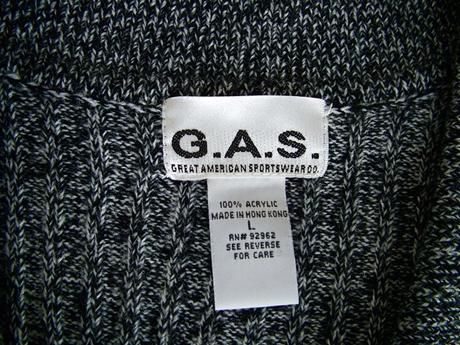 G.A.S.
GREAT AMERICAN SPORTSWEAR CO.
100% ACRYLIC
MADE IN HONG KONG
L
RN# 92962
SEE REVERSE
FOR CARE